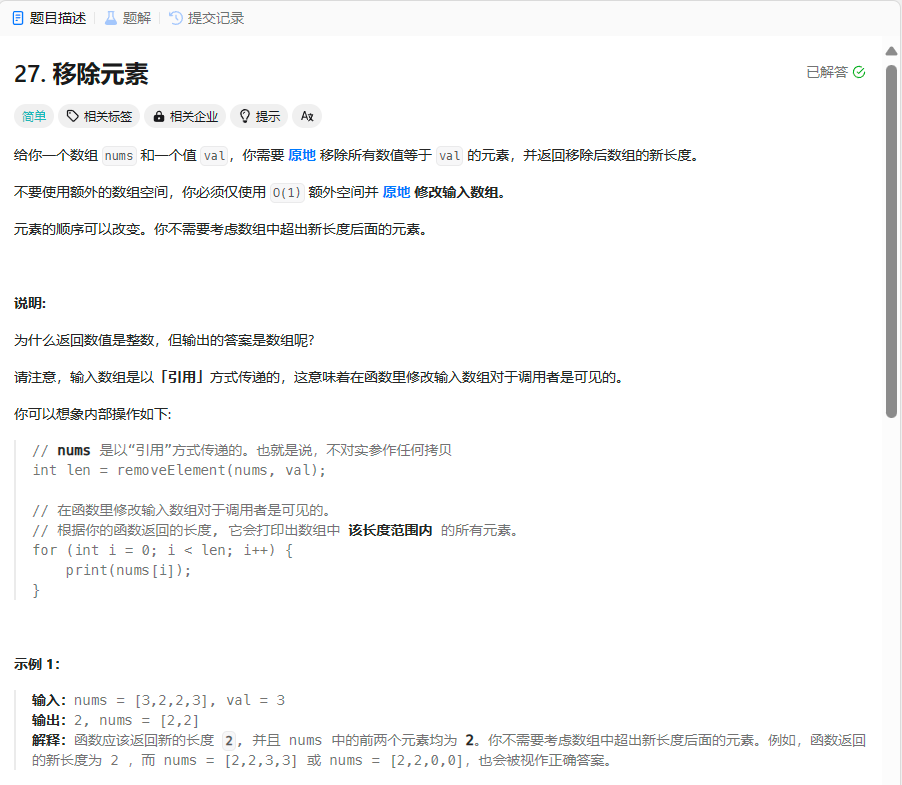 题目描述 题解 提交记录
27. 移除元素
已解答
简单 相关标签 相关企业 提示 Aあ
给你一个数组 nums 和一个值 val，你需要 原地 移除所有数值等于 val 的元素，并返回移除后数组的新长度。
不要使用额外的数组空间，你必须仅使用 O(1) 额外空间并 原地 修改输入数组。
元素的顺序可以改变。你不需要考虑数组中超出新长度后面的元素。
说明:
为什么返回数值是整数，但输出的答案是数组呢?
请注意，输入数组是以「引用」方式传递的，这意味着在函数里修改输入数组对于调用者是可见的。
你可以想象内部操作如下:
// nums 是以“引用”方式传递的。也就是说，不对实参作任何拷贝
int len = removeElement(nums, val);
// 在函数里修改输入数组对于调用者是可见的。
// 根据你的函数返回的长度, 它会打印出数组中 该长度范围内 的所有元素。
for (int i = 0; i < len; i++) {
    print(nums[i]);
}
示例 1：
输入：nums = [3,2,2,3], val = 3
输出：2, nums = [2,2]
解释：函数应该返回新的长度 2, 并且 nums 中的前两个元素均为 2。你不需要考虑数组中超出新长度后面的元素。例如，函数返回
的新长度为 2 ，而 nums = [2,2,3,3] 或 nums = [2,2,0,0]，也会被视作正确答案。